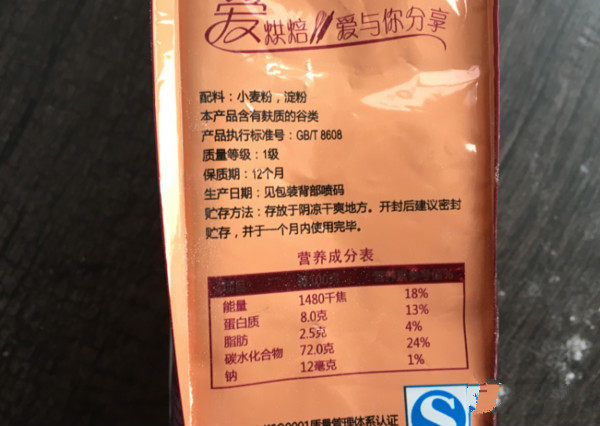 爱烘焙 爱与你分享
配料：小麦粉，淀粉
本产品含有麸质的谷类
产品执行标准号：GB/T 8608
质量等级：1级
保质期：12个月
生产日期：见包装背部喷码
贮存方法：存放于阴凉干爽地方。开封后建议密封
贮存，并于一个月内使用完毕。
营养成分表
能量 1480千焦 18%
蛋白质 8.0克 13%
脂肪 2.5克 4%
碳水化合物 72.0克 24%
钠 12毫克 1%
质量管理体系认证
S